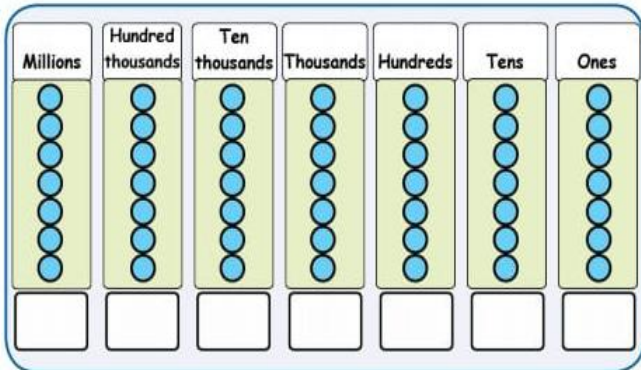 Millions
Hundred
thousands
Ten
thousands
Thousands
Hundreds
Tens
Ones